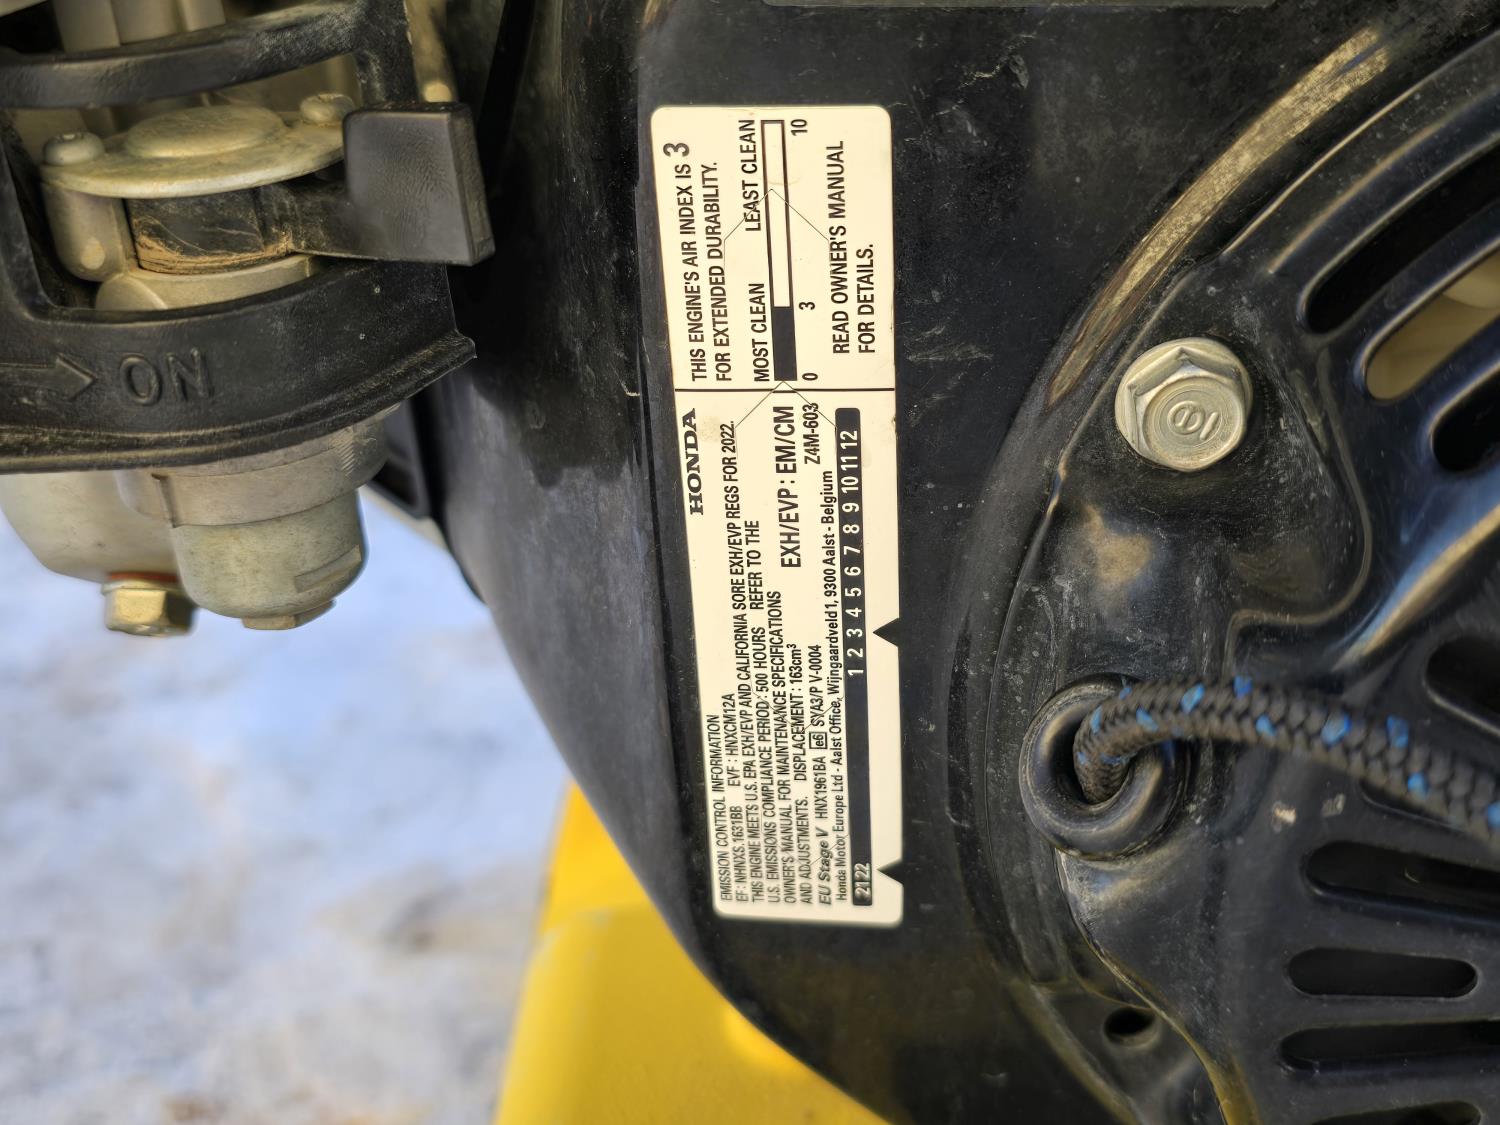 ON
HONDA
EMISSION CONTROL INFORMATION
EF : NHNXS.1631BB EVF : HNXCM12A
THIS ENGINE MEETS U.S. EPA EXH/EVP AND CALIFORNIA SORE EXH/EVP REGS FOR 2022.
U.S. EMISSIONS COMPLIANCE PERIOD : 500 HOURS REFER TO THE
OWNER'S MANUAL FOR MAINTENANCE SPECIFICATIONS
AND ADJUSTMENTS. DISPLACEMENT : 163cm³ EXH/EVP : EM/CM
EU Stage V HNX1961BA e6 SYA3/P V-0004 Z4M-603
Honda Motor Europe Ltd - Aalst Office, Wijngaardveld 1, 9300 Aalst - Belgium
21 22 1 2 3 4 5 6 7 8 9 10 11 12
THIS ENGINE'S AIR INDEX IS 3
FOR EXTENDED DURABILITY.
MOST CLEAN LEAST CLEAN
0 3 10
READ OWNER'S MANUAL
FOR DETAILS.